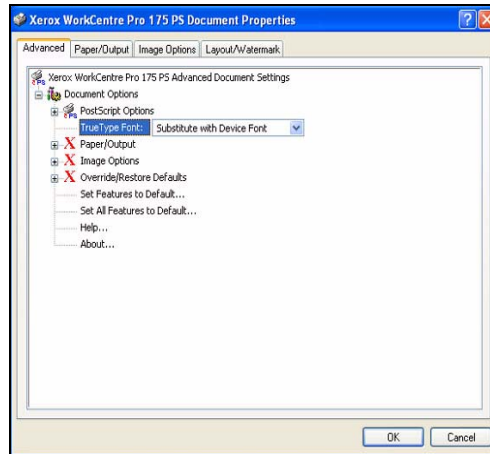 Xerox WorkCentre Pro 175 PS Document Properties
Advanced Paper/Output Image Options Layout/Watermark
Xerox WorkCentre Pro 175 PS Advanced Document Settings
Document Options
PostScript Options
TrueType Font: Substitute with Device Font
X Paper/Output
X Image Options
X Override/Restore Defaults
Set Features to Default...
Set All Features to Default...
Help...
About...
OK Cancel